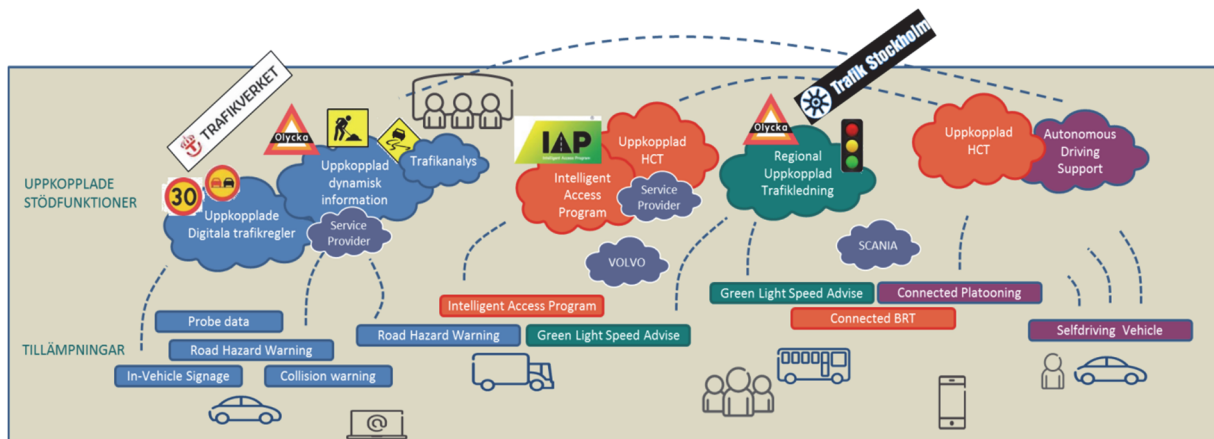 TRAFIKVERKET
Trafik Stockholm
Olycka
30
Uppkopplad
dynamisk
information
Trafikanalys
Uppkopplade
Digitala trafikregler
Service
Provider
IAP
Intelligent Access Program
Uppkopplad
HCT
Intelligent
Access
Program
Service
Provider
VOLVO
Olycka
Regional
Uppkopplad
Trafikledning
SCANIA
Uppkopplad
HCT
Autonomous
Driving
Support
UPPKOPPLADE
STÖDFUNKTIONER
Intelligent Access Program
Green Light Speed Advise
Connected Platooning
Probe data
Connected BRT
Road Hazard Warning
Green Light Speed Advise
Selfdriving Vehicle
TILLÄMPNINGAR
Road Hazard Warning
In-Vehicle Signage
Collision warning
@